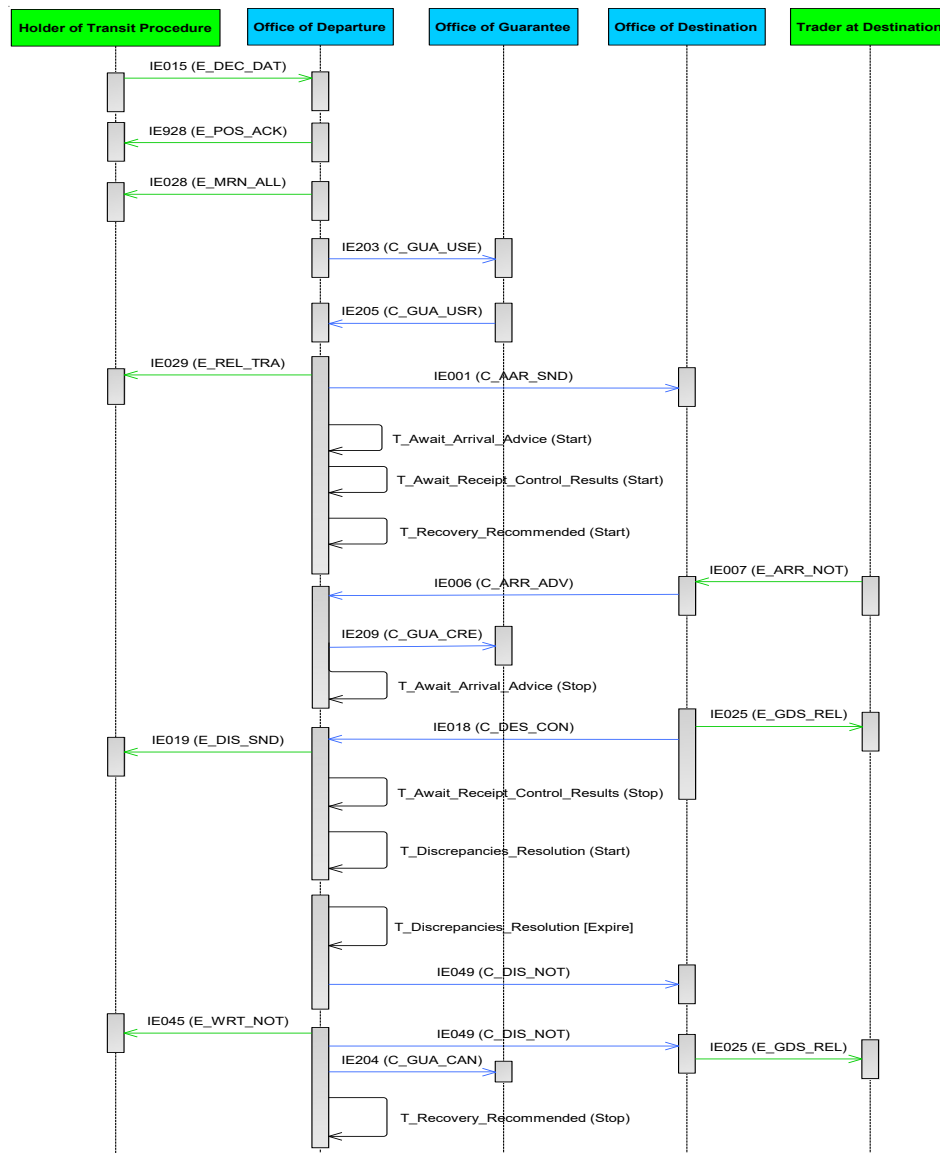 Holder of Transit Procedure
Office of Departure
Office of Guarantee
Office of Destination
Trader at Destination
IE015 (E_DEC_DAT)
IE928 (E_POS_ACK)
IE028 (E_MRN_ALL)
IE203 (C_GUA_USE)
IE205 (C_GUA_USR)
IE029 (E_REL_TRA)
IE001 (C_AAR_SND)
T_Await_Arrival_Advice (Start)
T_Await_Receipt_Control_Results (Start)
T_Recovery_Recommended (Start)
IE007 (E_ARR_NOT)
IE006 (C_ARR_ADV)
IE209 (C_GUA_CRE)
T_Await_Arrival_Advice (Stop)
IE025 (E_GDS_REL)
IE018 (C_DES_CON)
IE019 (E_DIS_SND)
T_Await_Receipt_Control_Results (Stop)
T_Discrepancies_Resolution (Start)
T_Discrepancies_Resolution [Expire]
IE049 (C_DIS_NOT)
IE045 (E_WRT_NOT)
IE049 (C_DIS_NOT)
IE025 (E_GDS_REL)
IE204 (C_GUA_CAN)
T_Recovery_Recommended (Stop)